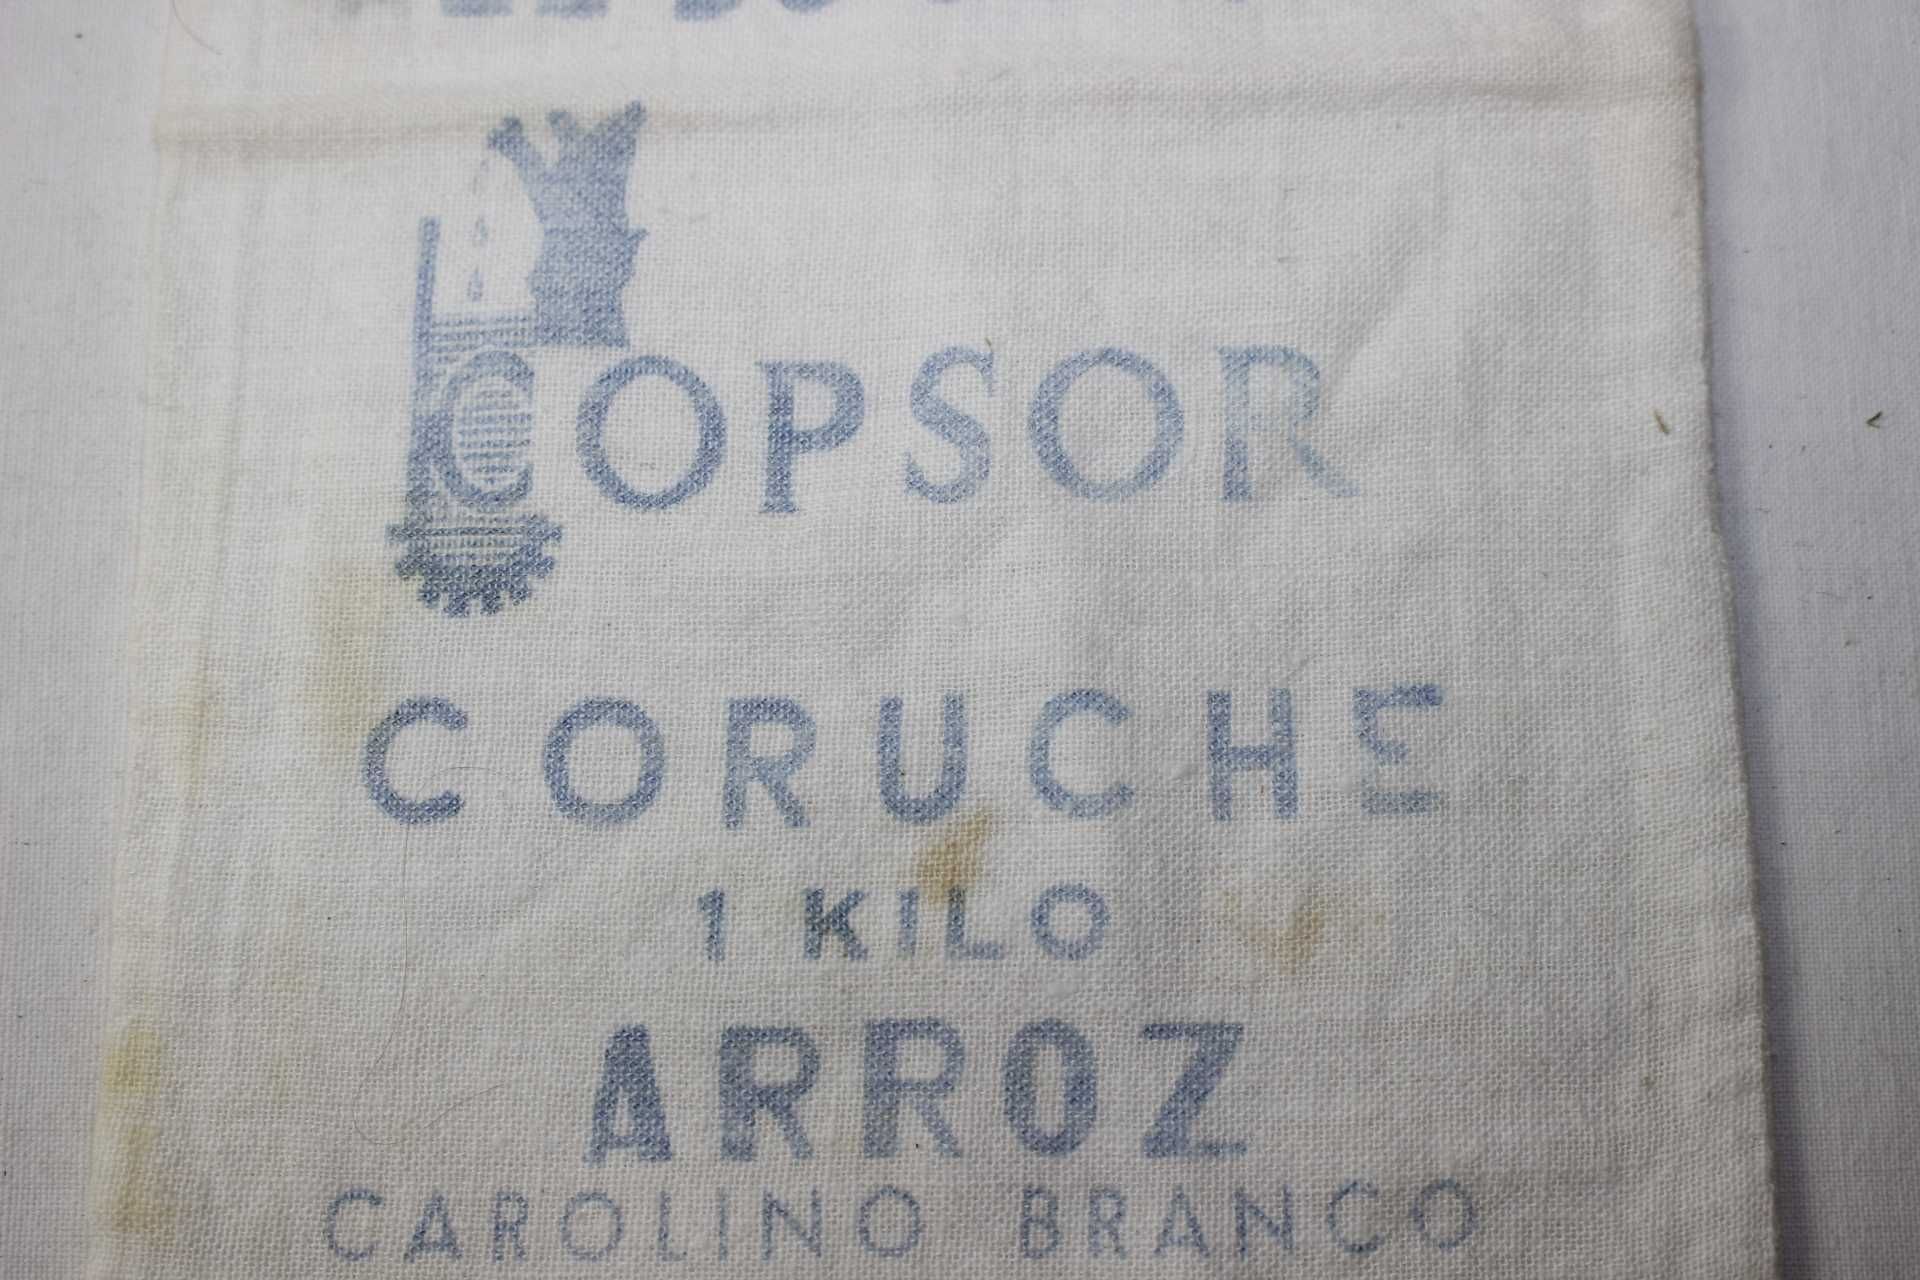 COPSOR
CORUCHE
1 KILO
ARROZ
CAROLINO BRANCO